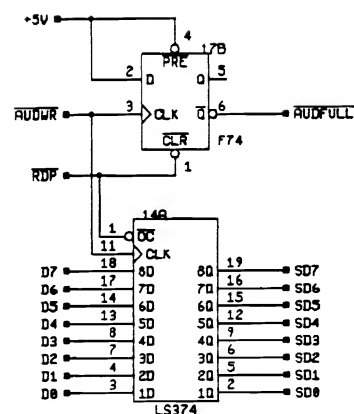 +5V
4
17B
PRE
2 D Q 5
AUDWR 3 CLK Q 6 AUDFULL
CLR F74
1
RDP
14A
1 OC
11 CLK
D7 18 8D 8Q 19 SD7
D6 17 7D 7Q 16 SD6
D5 14 6D 6Q 15 SD5
D4 13 5D 5Q 12 SD4
D3 8 4D 4Q 9 SD3
D2 7 3D 3Q 6 SD2
D1 4 2D 2Q 5 SD1
D0 3 1D 1Q 2 SD0
LS374